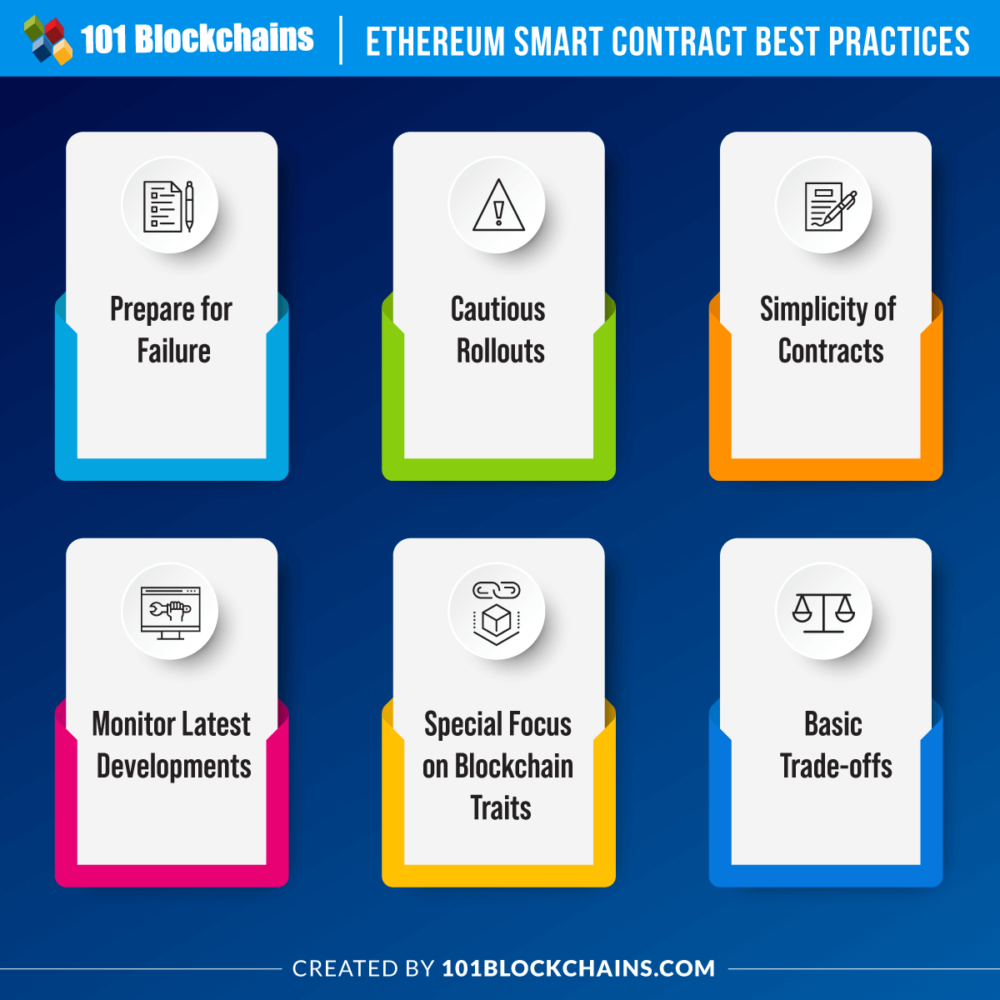 101 Blockchains
ETHEREUM SMART CONTRACT BEST PRACTICES
Prepare for
Failure
Cautious
Rollouts
Simplicity of
Contracts
Monitor Latest
Developments
Special Focus
on Blockchain
Traits
Basic
Trade-offs
CREATED BY 101BLOCKCHAINS.COM